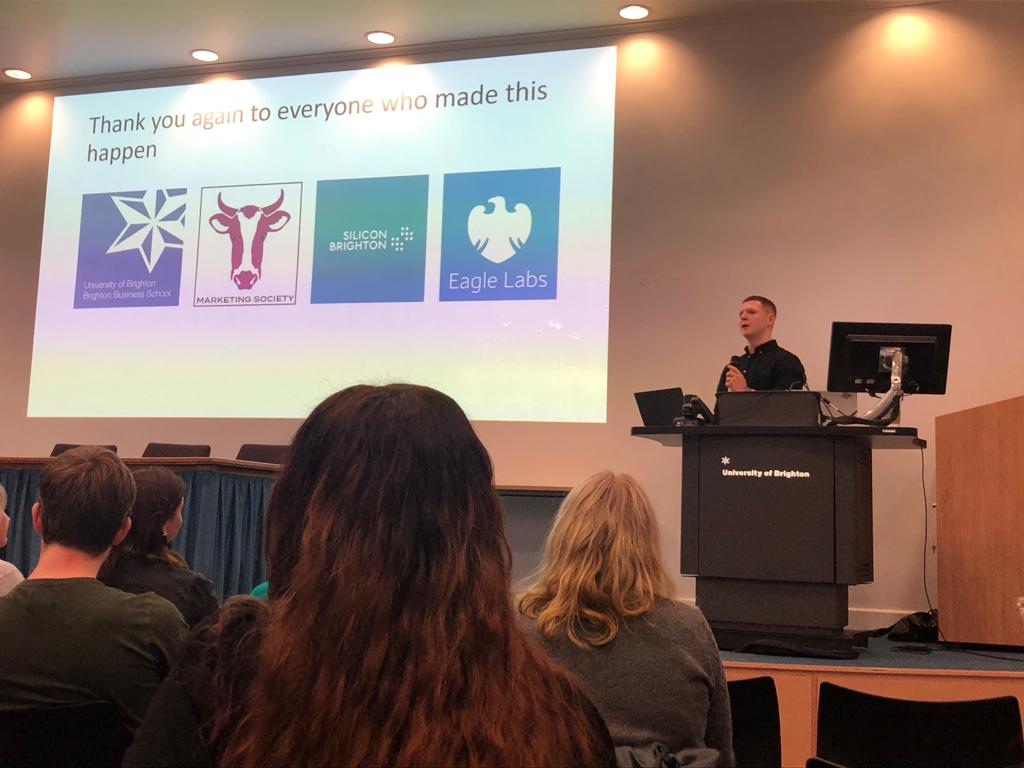 Thank you again to everyone who made this
happen
University of Brighton
Brighton Business School
MARKETING SOCIETY
SILICON
BRIGHTON
Eagle Labs
University of Brighton